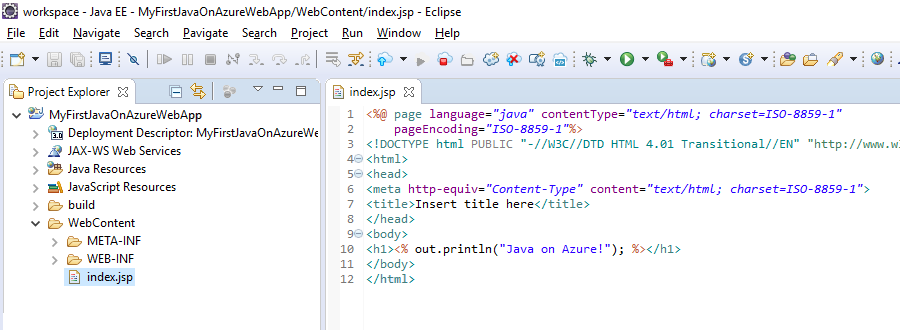 workspace - Java EE - MyFirstJavaOnAzureWebApp/WebContent/index.jsp - Eclipse
File Edit Navigate Search Navigate Pavigate Search Project Run Window Help
Project Explorer
MyFirstJavaOnAzureWebApp
3.0 Deployment Descriptor: MyFirstJavaOnAzureWe
JAX-WS Web Services
Java Resources
JavaScript Resources
build
WebContent
META-INF
WEB-INF
index.jsp
index.jsp
1 <%@ page language="java" contentType="text/html; charset=ISO-8859-1"
2     pageEncoding="ISO-8859-1"%>
3 <!DOCTYPE html PUBLIC "-//W3C//DTD HTML 4.01 Transitional//EN" "http://www.w
4 <html>
5 <head>
6 <meta http-equiv="Content-Type" content="text/html; charset=ISO-8859-1">
7 <title>Insert title here</title>
8 </head>
9 <body>
10 <h1><% out.println("Java on Azure!"); %></h1>
11 </body>
12 </html>